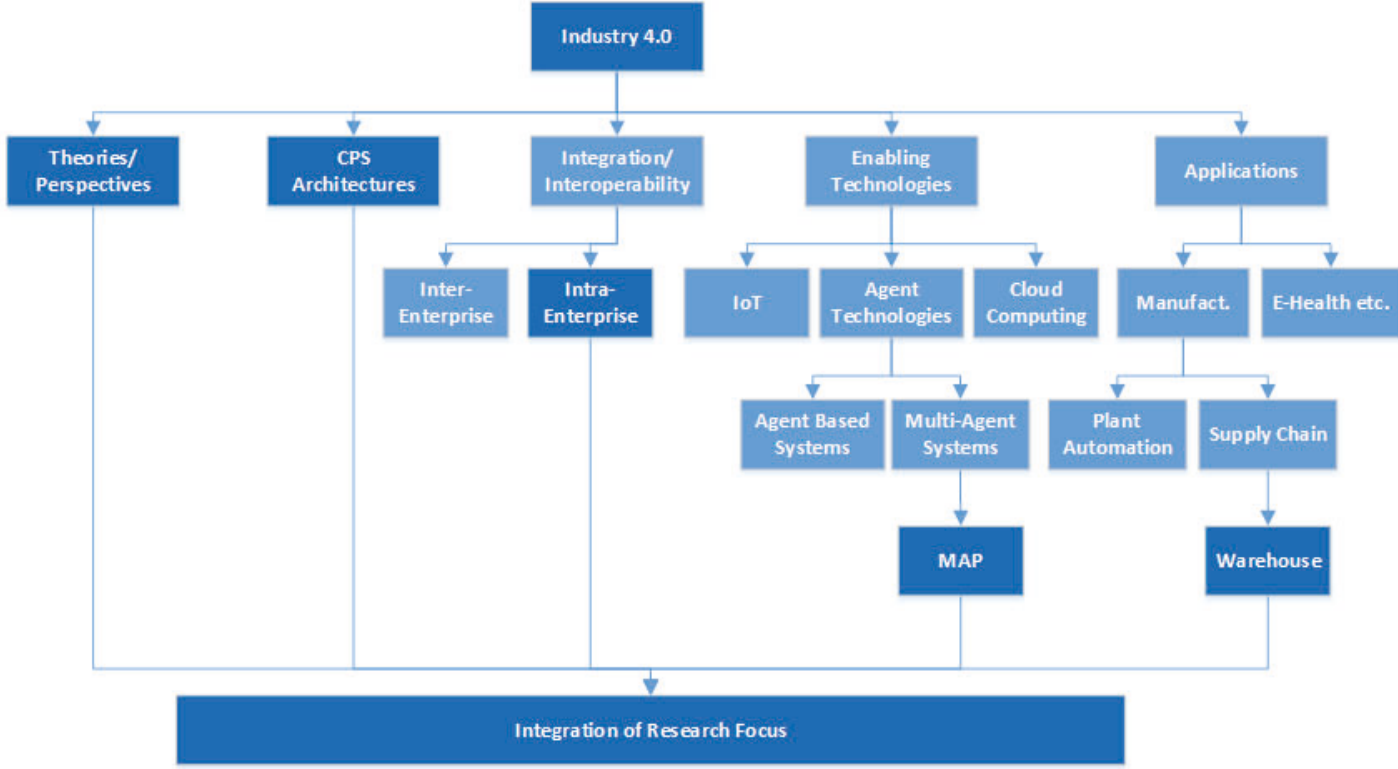 Industry 4.0
Theories/
Perspectives
CPS
Architectures
Integration/
Interoperability
Enabling
Technologies
Applications
Inter-
Enterprise
Intra-
Enterprise
IoT
Agent
Technologies
Cloud
Computing
Manufact.
E-Health etc.
Agent Based
Systems
Multi-Agent
Systems
Plant
Automation
Supply Chain
MAP
Warehouse
Integration of Research Focus